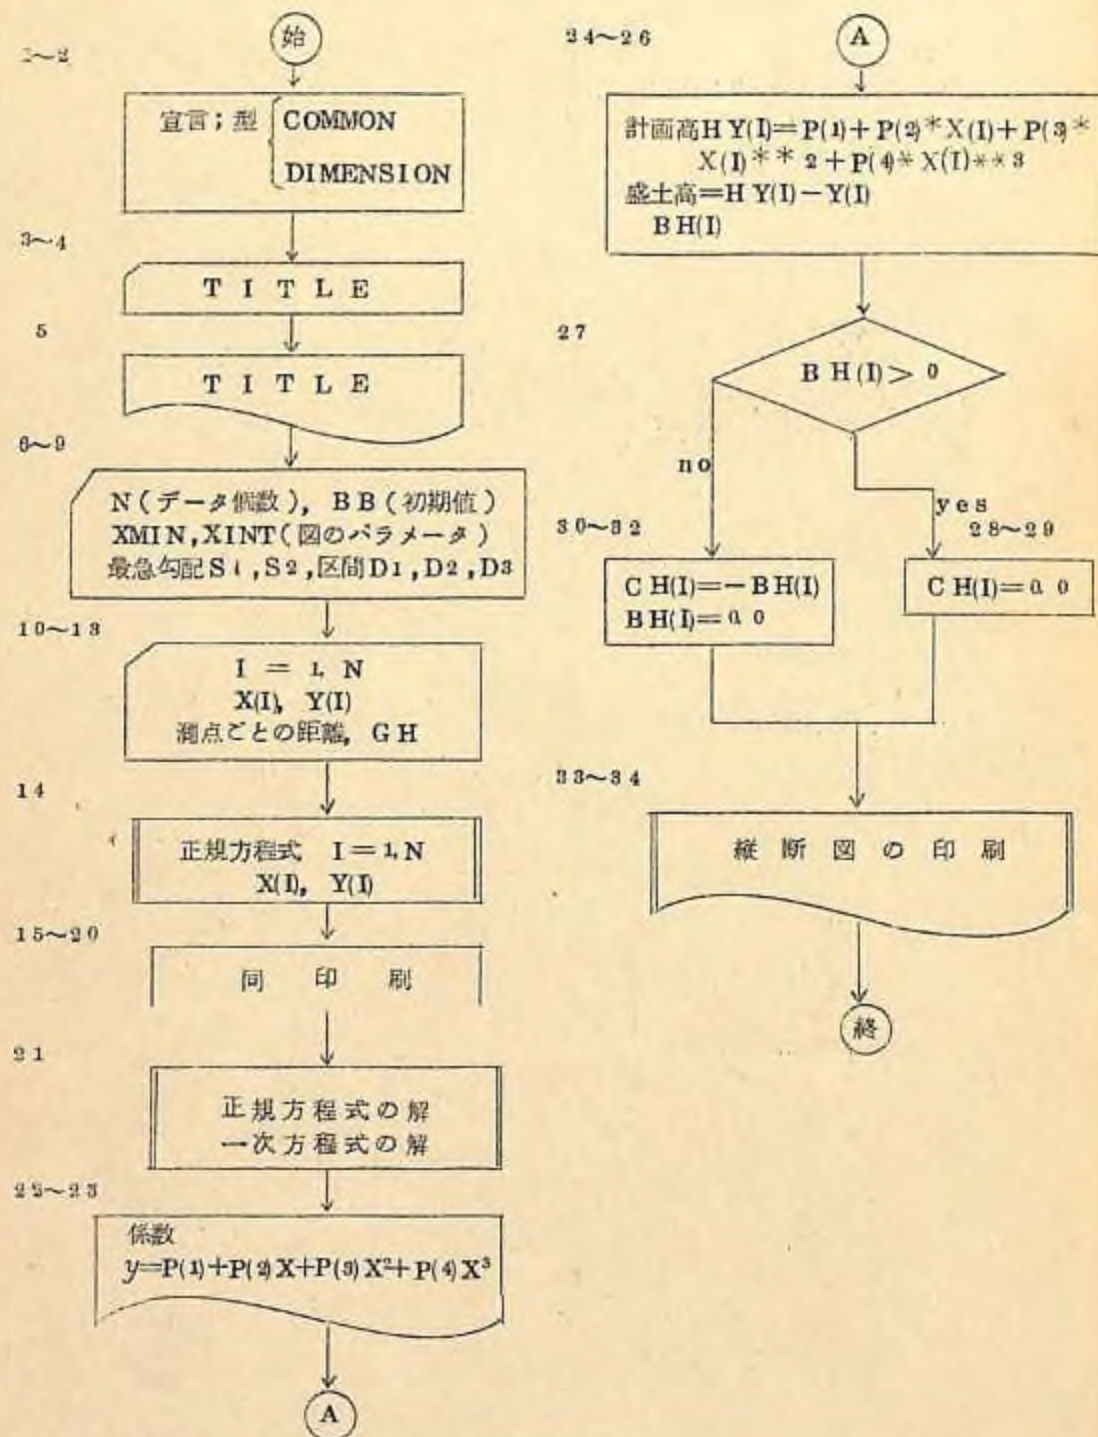 1~2
始
宣言；型 COMMON
DIMENSION
3~4
TITLE
5
TITLE
6~9
N(データ個数), BB(初期値)
XMIN,XINT(図のパラメータ)
最急勾配S1,S2,区間D1,D2,D3
10~13
I = 1, N
X(I), Y(I)
測点ごとの距離, GH
14
正規方程式 I=1, N
X(I), Y(I)
15~20
同印刷
21
正規方程式の解
一次方程式の解
22~23
係数
y=P(1)+P(2)X+P(3)X²+P(4)X³
A
24~26
A
計画高HY(I)=P(1)+P(2)*X(I)+P(3)*
X(I)**2+P(4)*X(I)**3
盛土高=HY(I)-Y(I)
BH(I)
27
BH(I)>0
no
yes
30~32
28~29
CH(I)=-BH(I)
BH(I)=0.0
CH(I)=0.0
33~34
縦断図の印刷
終